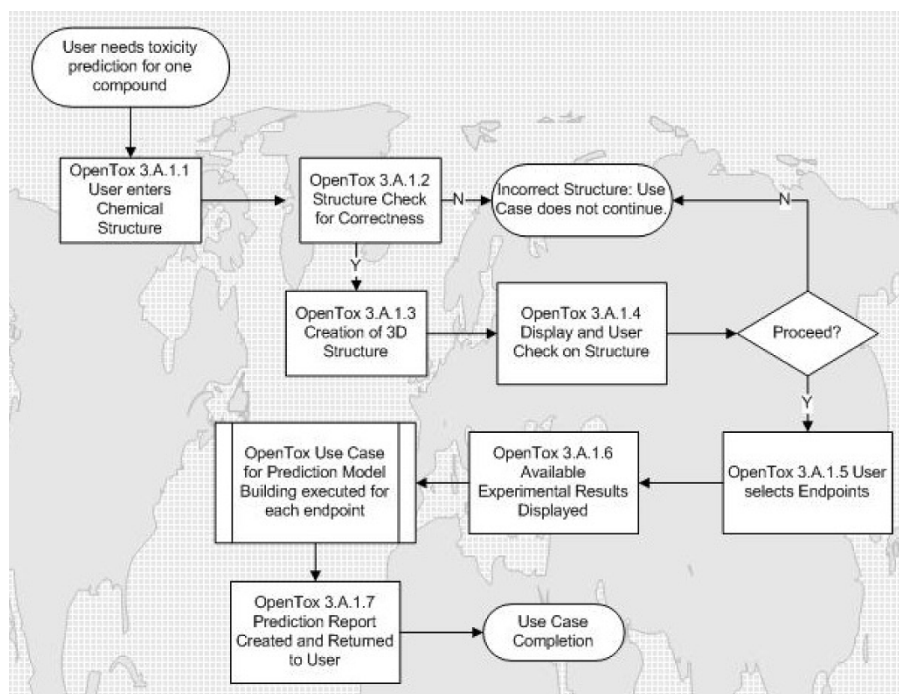 User needs toxicity
prediction for one
compound
OpenTox 3.A.1.1
User enters
Chemical
Structure
OpenTox 3.A.1.2
Structure Check
for Correctness
N
Incorrect Structure: Use
Case does not continue.
N
Y
OpenTox 3.A.1.3
Creation of 3D
Structure
OpenTox 3.A.1.4
Display and User
Check on Structure
Proceed?
Y
OpenTox Use Case
for Prediction Model
Building executed for
each endpoint
OpenTox 3.A.1.6
Available
Experimental Results
Displayed
OpenTox 3.A.1.5 User
selects Endpoints
OpenTox 3.A.1.7
Prediction Report
Created and Returned
to User
Use Case
Completion